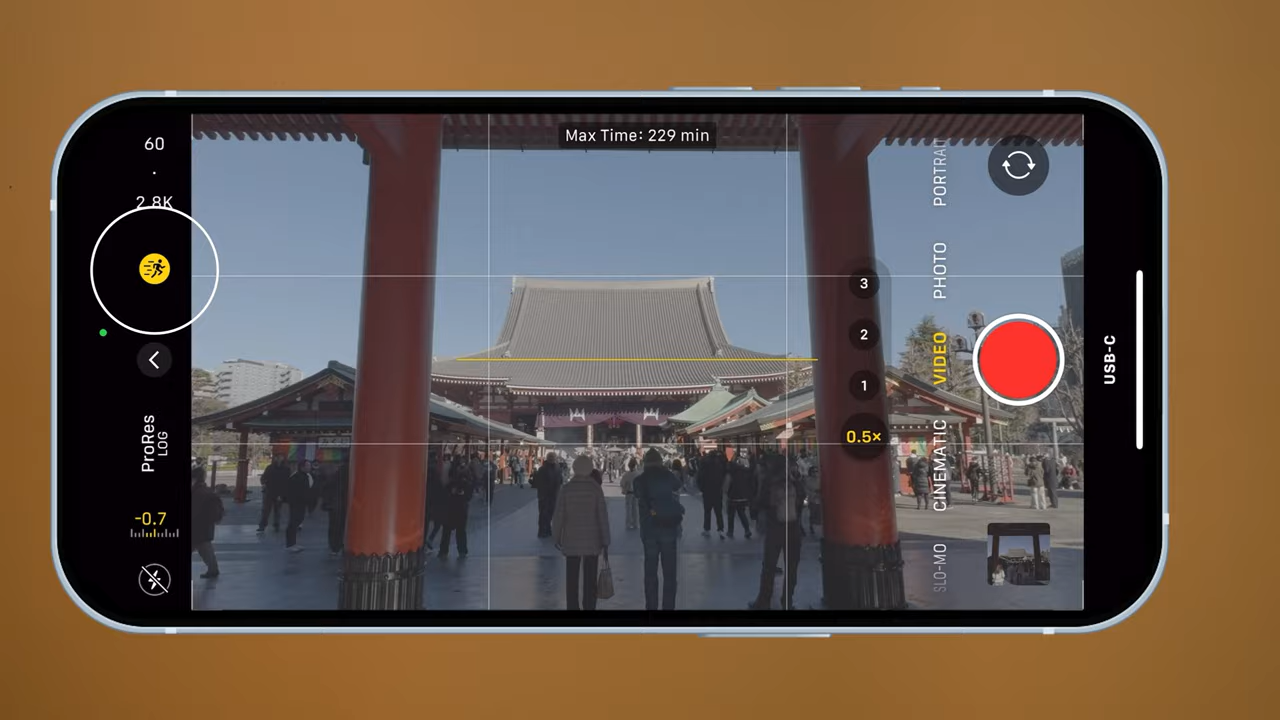 60
·
2.8K
ProRes
LOG
-0.7
Max Time: 229 min
3
2
1
0.5×
PORTRAI
PHOTO
VIDEO
CINEMATIC
SLO-MO
USB-C